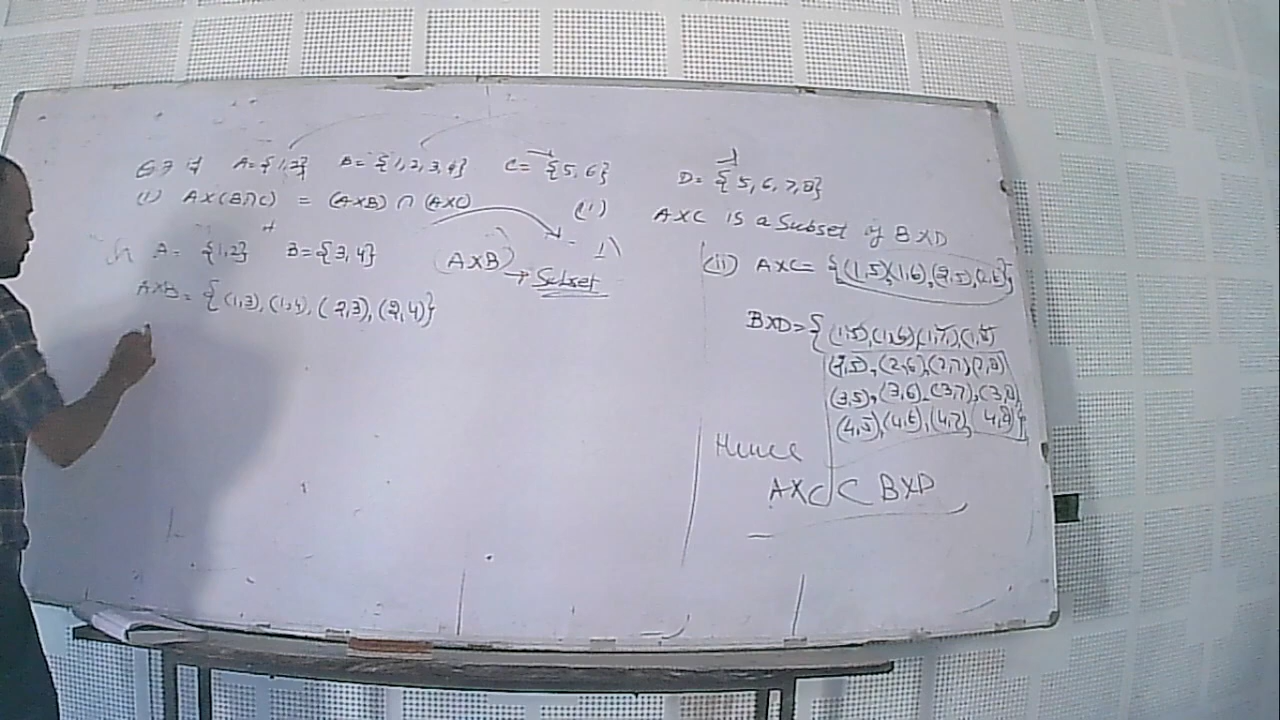 if A={1,2} B={1,2,3,4} C={5,6} D={5,6,7,8}
(i) A×(B∩C) = (A×B) ∩ (A×C)
A×C is a Subset of B×D
A= {1,2} B={3,4} (A×B) → Subset
A×B= {(1,3), (1,4), (2,3), (2,4)}
(ii) A×C= {(1,5)(1,6),(2,5),(2,6)}
B×D={(1,5),(1,6)(1,7),(1,8)
(2,5),(2,6),(2,7)(2,8)
(3,5),(3,6),(3,7),(3,8),
(4,5),(4,6),(4,7),(4,8)}
Hence
A×C ⊂ B×D